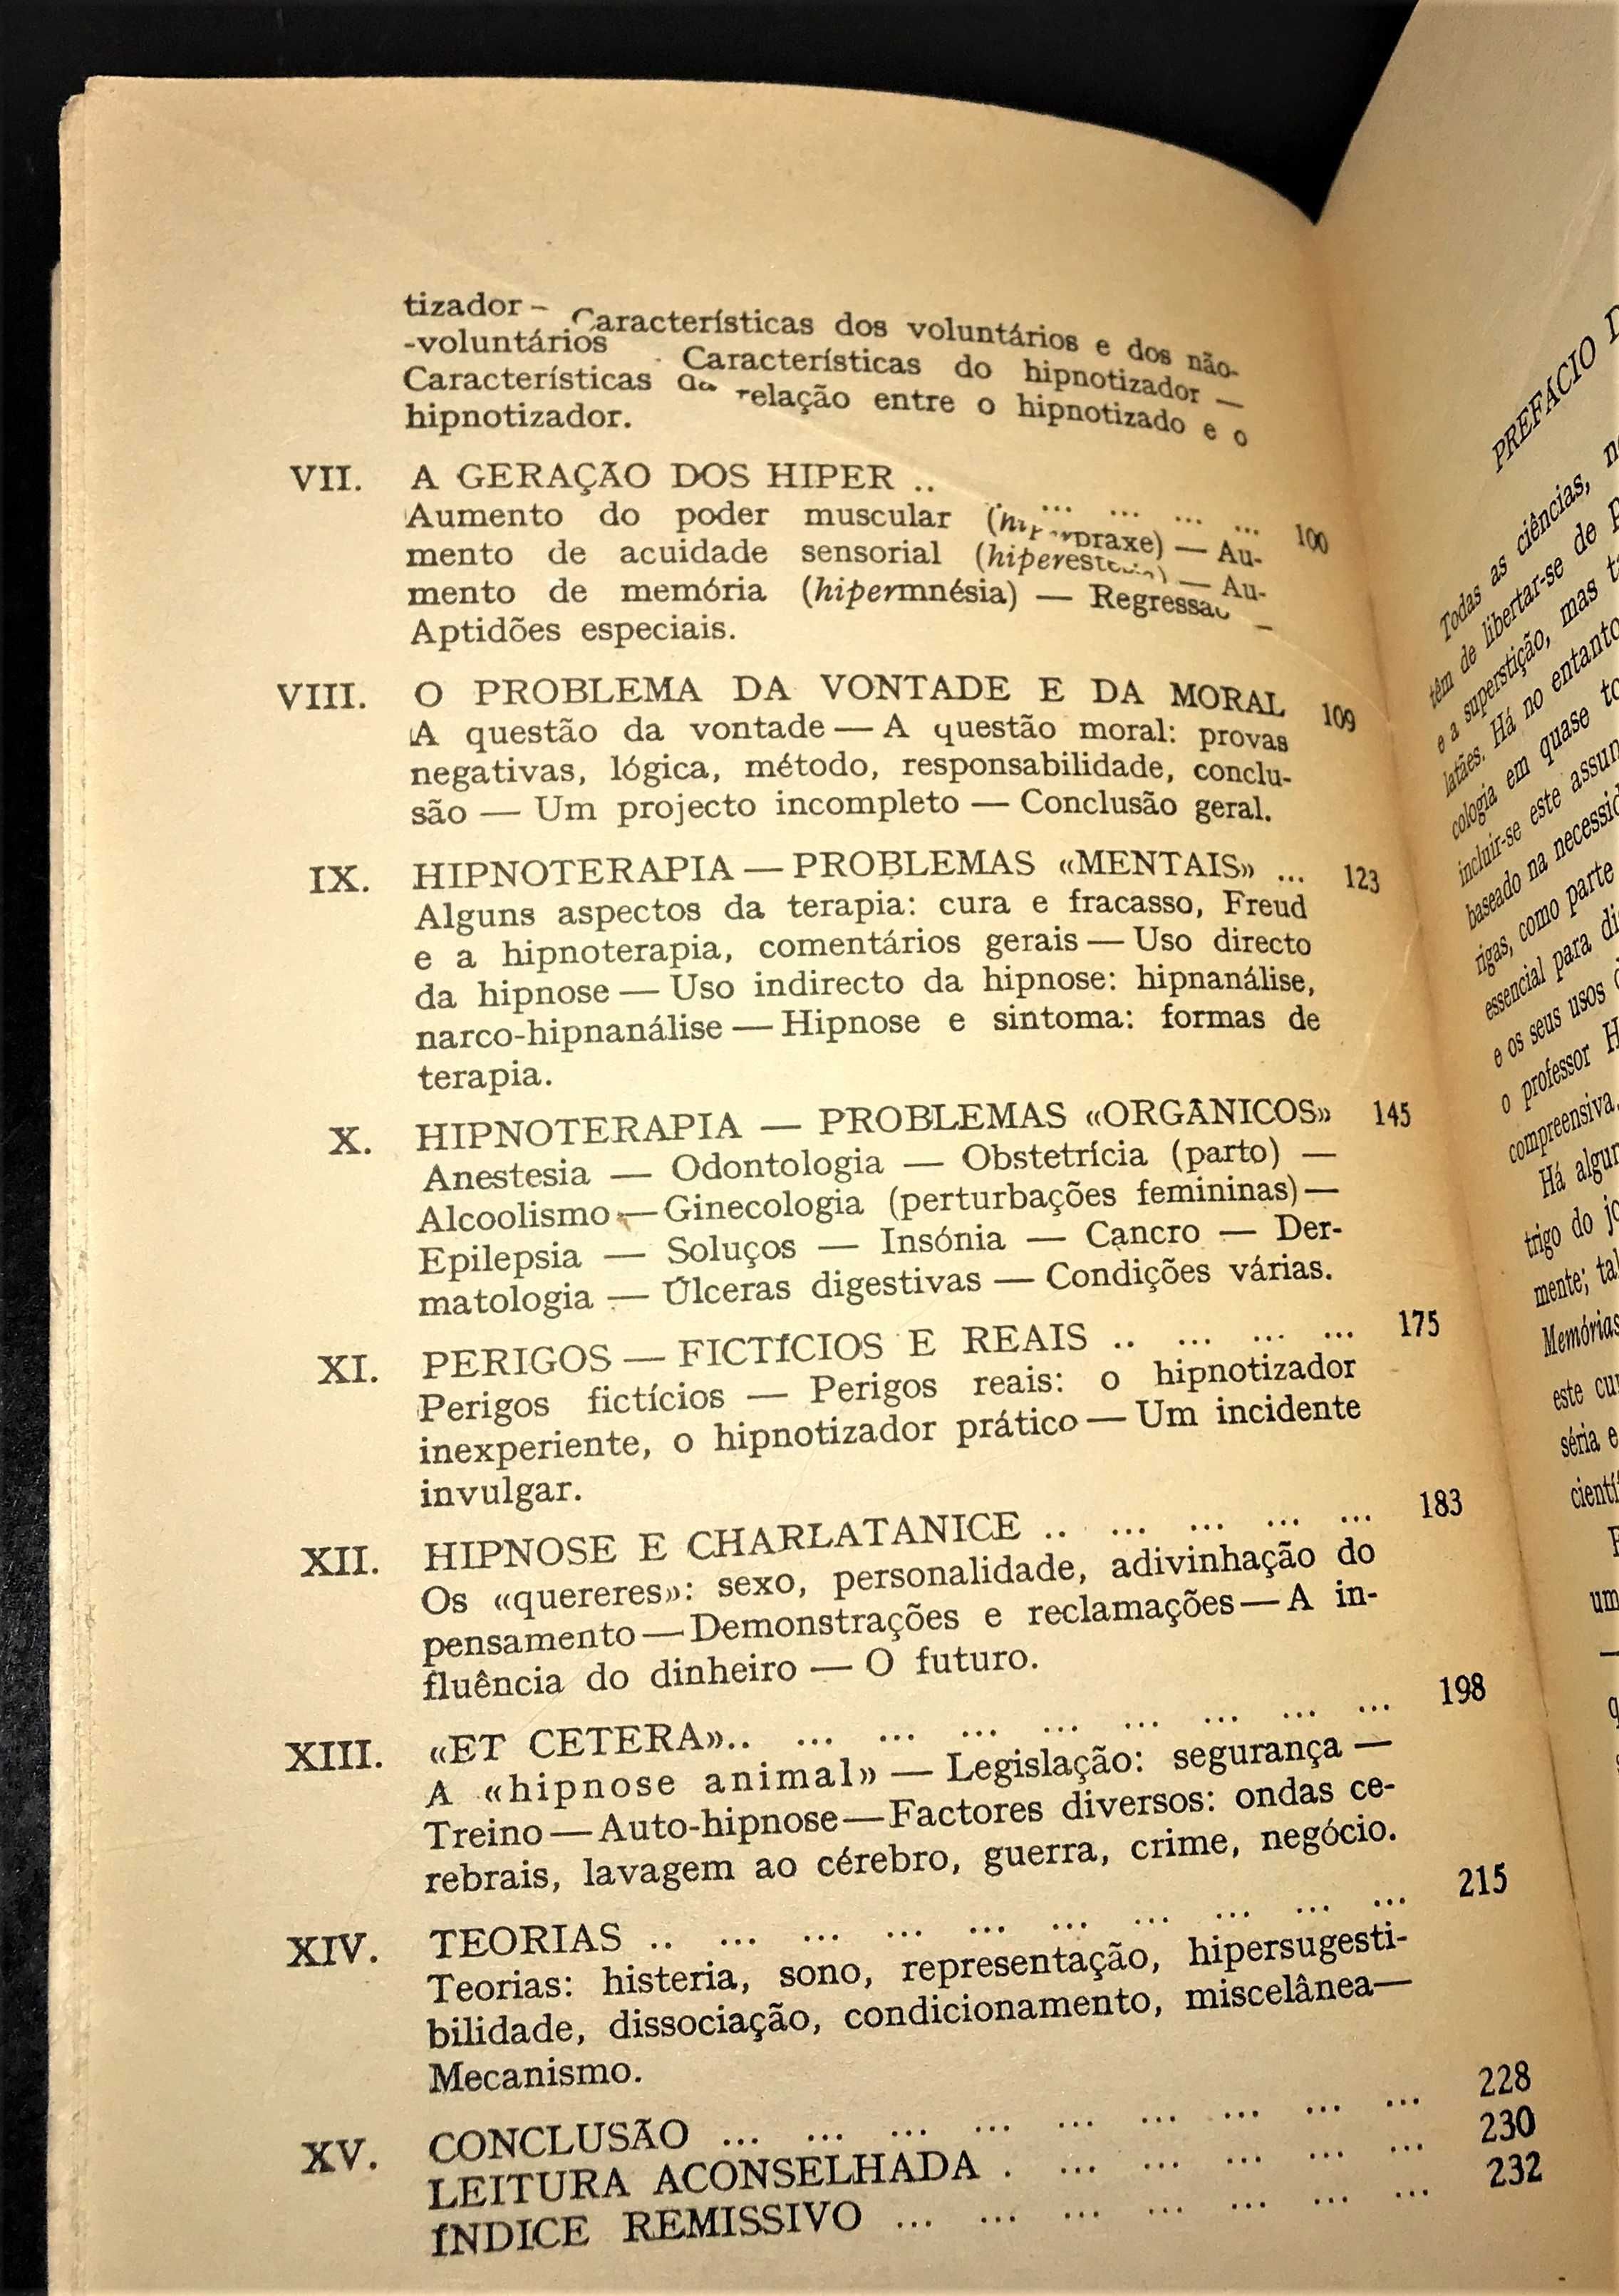 tizador — Características dos voluntários e dos não-
-voluntários Características do hipnotizador —
Características da relação entre o hipnotizado e o
hipnotizador.
VII. A GERAÇÃO DOS HIPER .. ... ... ... ... 100
Aumento do poder muscular (hiperpraxe) — Au-
mento de acuidade sensorial (hiperestesia) — Au-
mento de memória (hipermnésia) — Regressão —
Aptidões especiais.
VIII. O PROBLEMA DA VONTADE E DA MORAL 109
A questão da vontade — A questão moral: provas
negativas, lógica, método, responsabilidade, conclu-
são — Um projecto incompleto — Conclusão geral.
IX. HIPNOTERAPIA — PROBLEMAS «MENTAIS» ... 123
Alguns aspectos da terapia: cura e fracasso, Freud
e a hipnoterapia, comentários gerais — Uso directo
da hipnose — Uso indirecto da hipnose: hipnanálise,
narco-hipnanálise — Hipnose e sintoma: formas de
terapia.
X. HIPNOTERAPIA — PROBLEMAS «ORGÂNICOS» 145
Anestesia — Odontologia — Obstetrícia (parto) —
Alcoolismo — Ginecologia (perturbações femininas) —
Epilepsia — Soluços — Insónia — Cancro — Der-
matologia — Úlceras digestivas — Condições várias.
XI. PERIGOS — FICTÍCIOS E REAIS .. ... ... ... 175
Perigos fictícios — Perigos reais: o hipnotizador
inexperiente, o hipnotizador prático — Um incidente
invulgar.
XII. HIPNOSE E CHARLATANICE .. ... ... ... ... 183
Os «quereres»: sexo, personalidade, adivinhação do
pensamento — Demonstrações e reclamações — A in-
fluência do dinheiro — O futuro.
XIII. «ET CETERA».. ... ... ... ... ... ... ... ... 198
A «hipnose animal» — Legislação: segurança —
Treino — Auto-hipnose — Factores diversos: ondas ce-
rebrais, lavagem ao cérebro, guerra, crime, negócio.
XIV. TEORIAS .. ... ... ... ... ... ... ... ... ... 215
Teorias: histeria, sono, representação, hipersugesti-
bilidade, dissociação, condicionamento, miscelânea —
Mecanismo.
XV. CONCLUSÃO ... ... ... ... ... ... ... ... ... 228
LEITURA ACONSELHADA . ... ... ... ... ... 230
ÍNDICE REMISSIVO ... ... ... ... ... ... ... 232
PREFÁCIO
Todas as ciências,
têm de libertar-se de
e a superstição, mas
latães. Há no entanto
cologia em quase
incluir-se este
baseado na
rigas, como parte
essencial para
e os seus usos
o professor
compreensiva.
Há
trigo do
mente;
Memórias
este
séria e
um